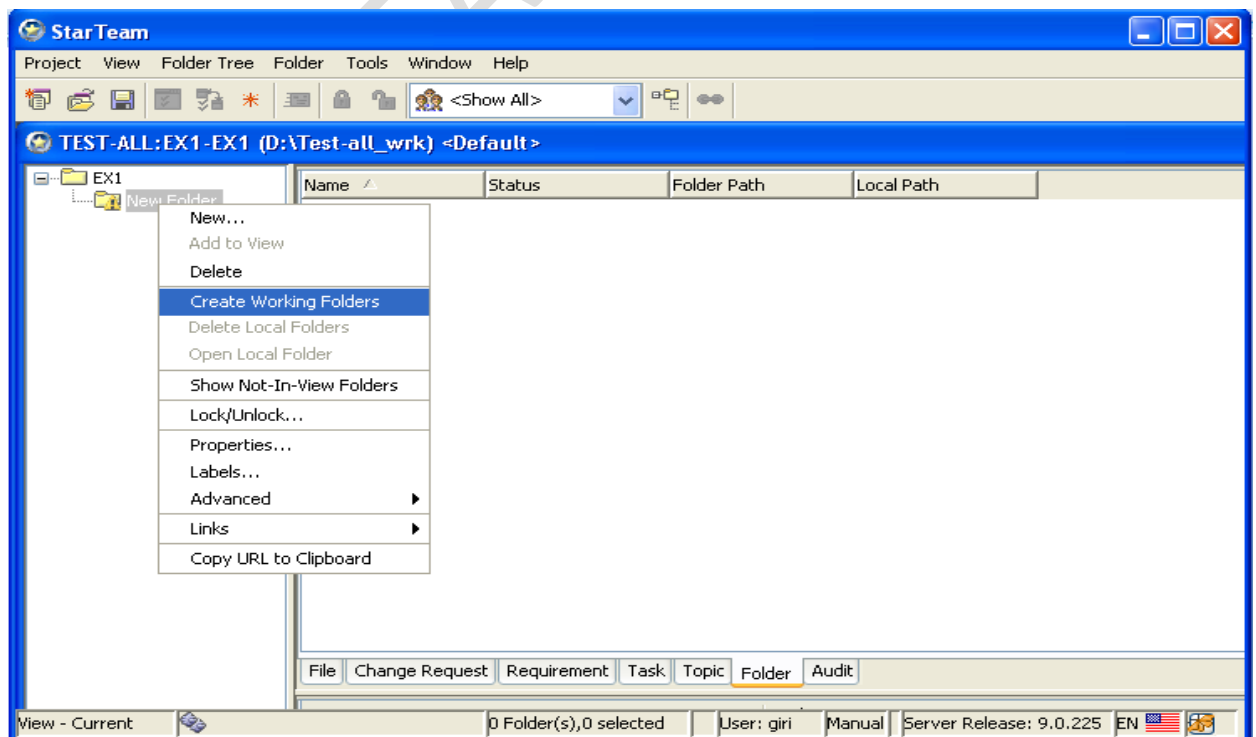 StarTeam
Project View Folder Tree Folder Tools Window Help
<Show All>
TEST-ALL:EX1-EX1 (D:\Test-all_wrk) <Default>
EX1
New Folder
Name Status Folder Path Local Path
New...
Add to View
Delete
Create Working Folders
Delete Local Folders
Open Local Folder
Show Not-In-View Folders
Lock/Unlock...
Properties...
Labels...
Advanced
Links
Copy URL to Clipboard
File Change Request Requirement Task Topic Folder Audit
View - Current 0 Folder(s),0 selected User: giri Manual Server Release: 9.0.225 EN